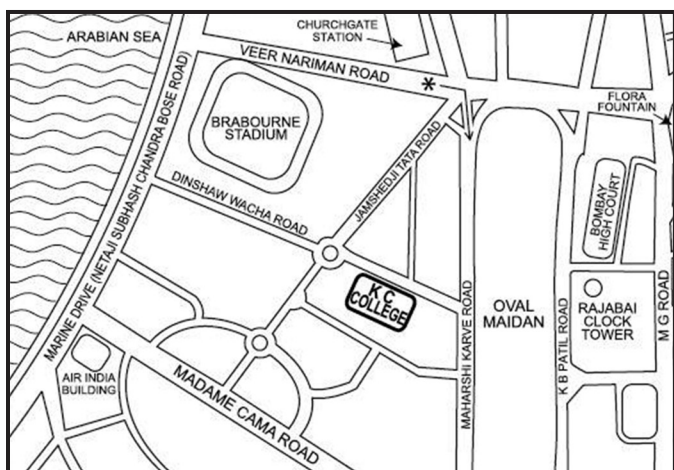 ARABIAN SEA
CHURCHGATE
STATION
VEER NARIMAN ROAD
*
FLORA
FOUNTAIN
BRABOURNE
STADIUM
JAMSHEDJI TATA ROAD
MARINE DRIVE (NETAJI SUBHASH CHANDRA BOSE ROAD)
DINSHAW WACHA ROAD
BOMBAY
HIGH COURT
K C
COLLEGE
MAHARSHI KARVE ROAD
OVAL
MAIDAN
K B PATIL ROAD
RAJABAI
CLOCK
TOWER
M G ROAD
AIR INDIA
BUILDING
MADAME CAMA ROAD